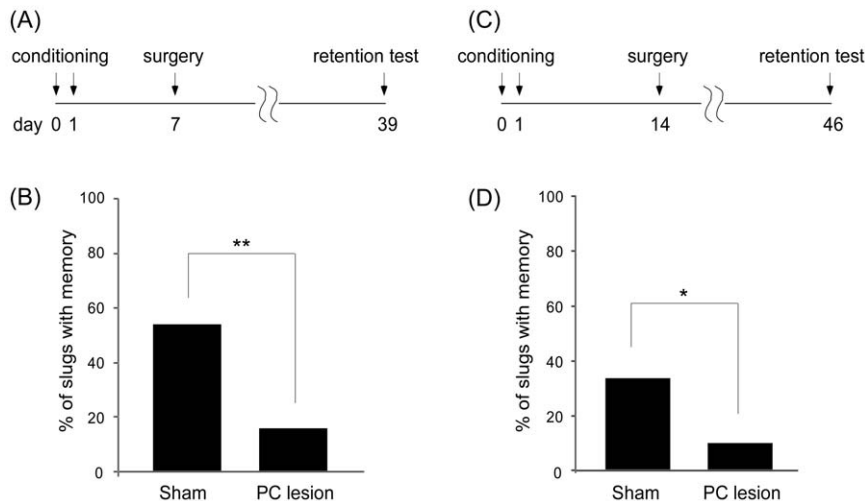 (A)
conditioning surgery retention test
day 0 1 7 39
(B)
% of slugs with memory
100
80
60
40
20
0
**
Sham PC lesion
(C)
conditioning surgery retention test
day 0 1 14 46
(D)
% of slugs with memory
100
80
60
40
20
0
*
Sham PC lesion